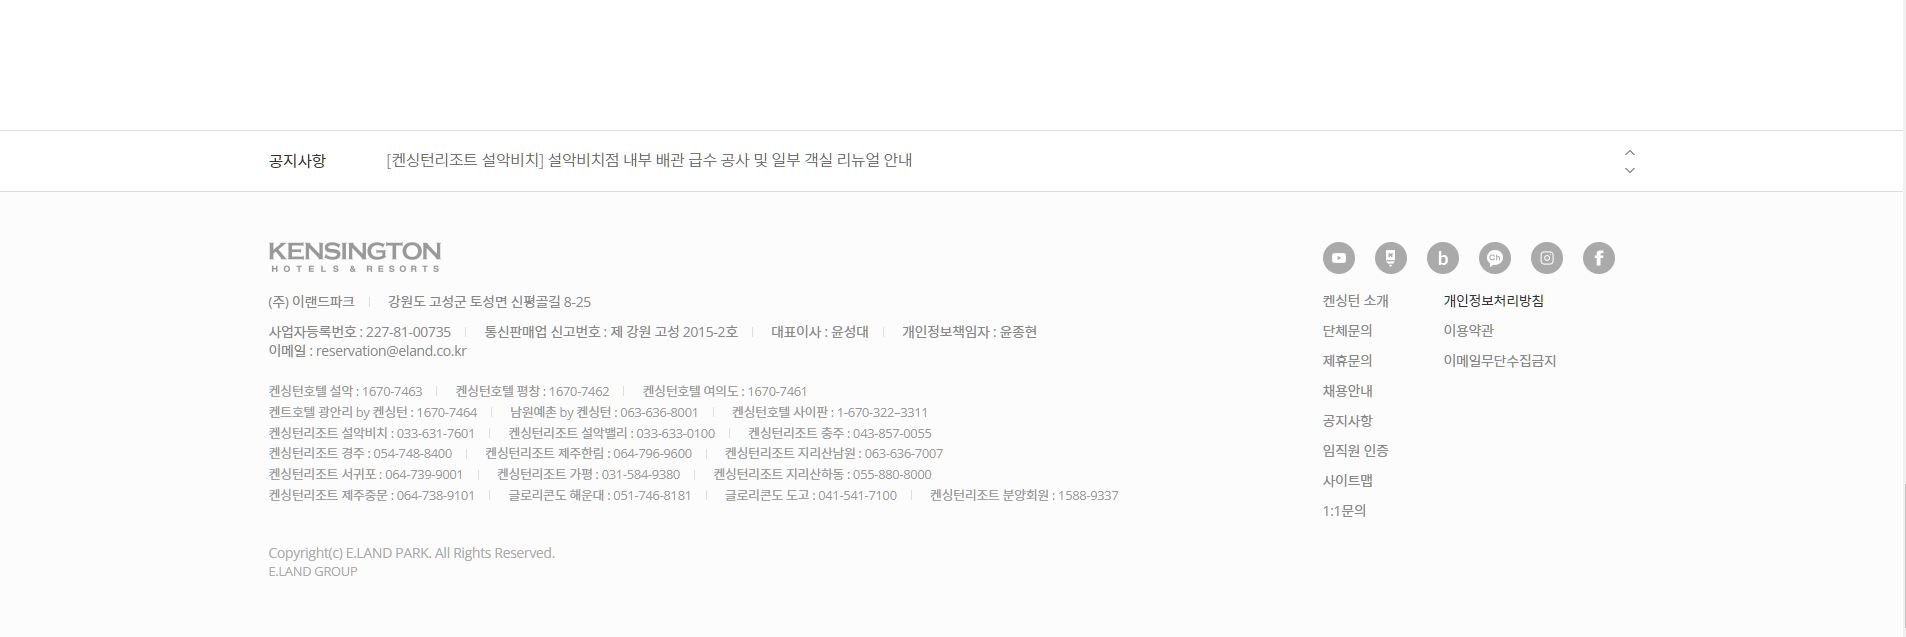 공지사항 [켄싱턴리조트 설악비치] 설악비치점 내부 배관 급수 공사 및 일부 객실 리뉴얼 안내
KENSINGTON
HOTELS & RESORTS
(주) 이랜드파크 강원도 고성군 토성면 신평골길 8-25
사업자등록번호 : 227-81-00735 통신판매업 신고번호 : 제 강원 고성 2015-2호 대표이사 : 윤성대 개인정보책임자 : 윤종현
이메일 : reservation@eland.co.kr
켄싱턴호텔 설악 : 1670-7463 켄싱턴호텔 평창 : 1670-7462 켄싱턴호텔 여의도 : 1670-7461
켄트호텔 광안리 by 켄싱턴 : 1670-7464 남원예촌 by 켄싱턴 : 063-636-8001 켄싱턴호텔 사이판 : 1-670-322–3311
켄싱턴리조트 설악비치 : 033-631-7601 켄싱턴리조트 설악밸리 : 033-633-0100 켄싱턴리조트 충주 : 043-857-0055
켄싱턴리조트 경주 : 054-748-8400 켄싱턴리조트 제주한림 : 064-796-9600 켄싱턴리조트 지리산남원 : 063-636-7007
켄싱턴리조트 서귀포 : 064-739-9001 켄싱턴리조트 가평 : 031-584-9380 켄싱턴리조트 지리산하동 : 055-880-8000
켄싱턴리조트 제주중문 : 064-738-9101 글로리콘도 해운대 : 051-746-8181 글로리콘도 도고 : 041-541-7100 켄싱턴리조트 분양회원 : 1588-9337
Copyright(c) E.LAND PARK. All Rights Reserved.
E.LAND GROUP
b Ch f
켄싱턴 소개 개인정보처리방침
단체문의 이용약관
제휴문의 이메일무단수집금지
채용안내
공지사항
임직원 인증
사이트맵
1:1문의